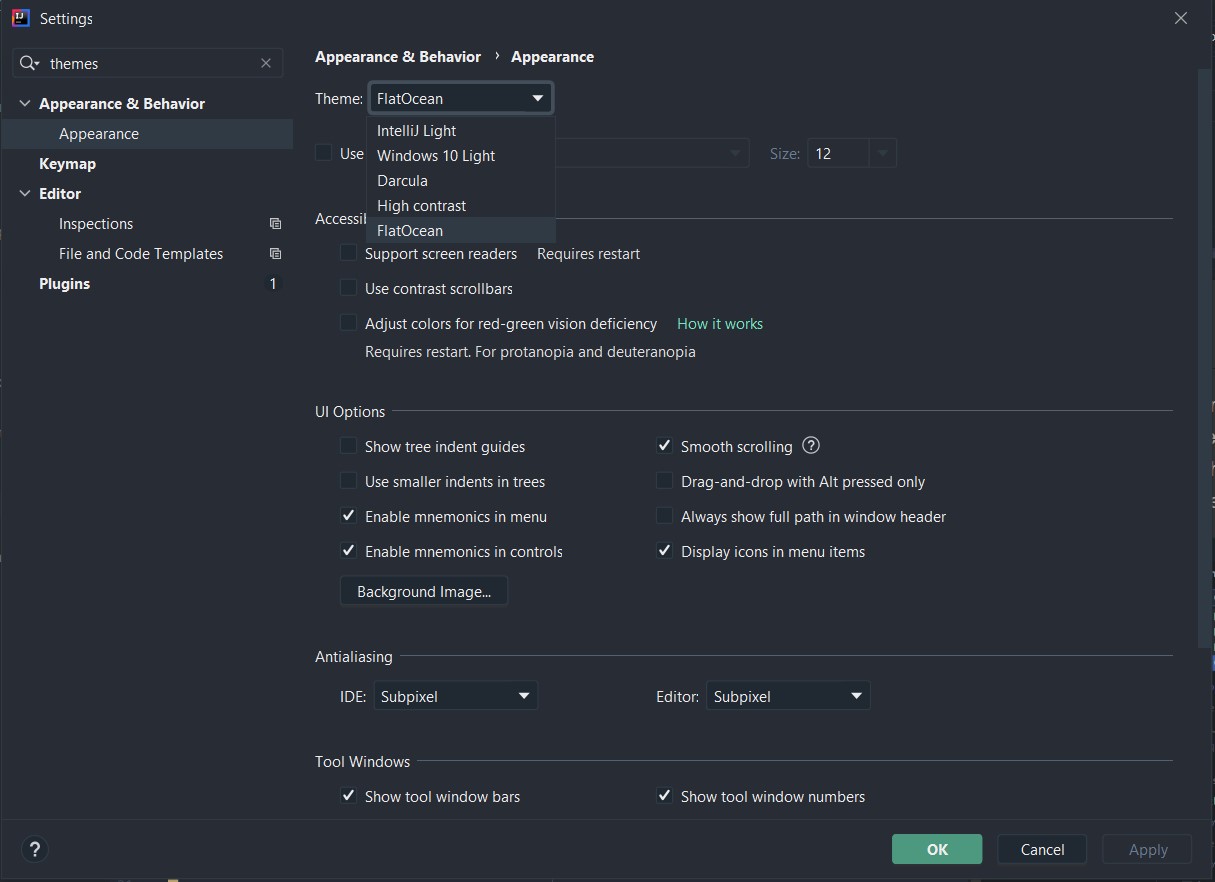 Settings
themes
Appearance & Behavior
Appearance
Keymap
Editor
Inspections
File and Code Templates
Plugins 1
Appearance & Behavior › Appearance
Theme: FlatOcean
IntelliJ Light
Windows 10 Light
Darcula
High contrast
FlatOcean
Use Size: 12
Support screen readers Requires restart
Use contrast scrollbars
Adjust colors for red-green vision deficiency How it works
Requires restart. For protanopia and deuteranopia
UI Options
Show tree indent guides Smooth scrolling ?
Use smaller indents in trees Drag-and-drop with Alt pressed only
Enable mnemonics in menu Always show full path in window header
Enable mnemonics in controls Display icons in menu items
Background Image...
Antialiasing
IDE: Subpixel Editor: Subpixel
Tool Windows
Show tool window bars Show tool window numbers
? OK Cancel Apply